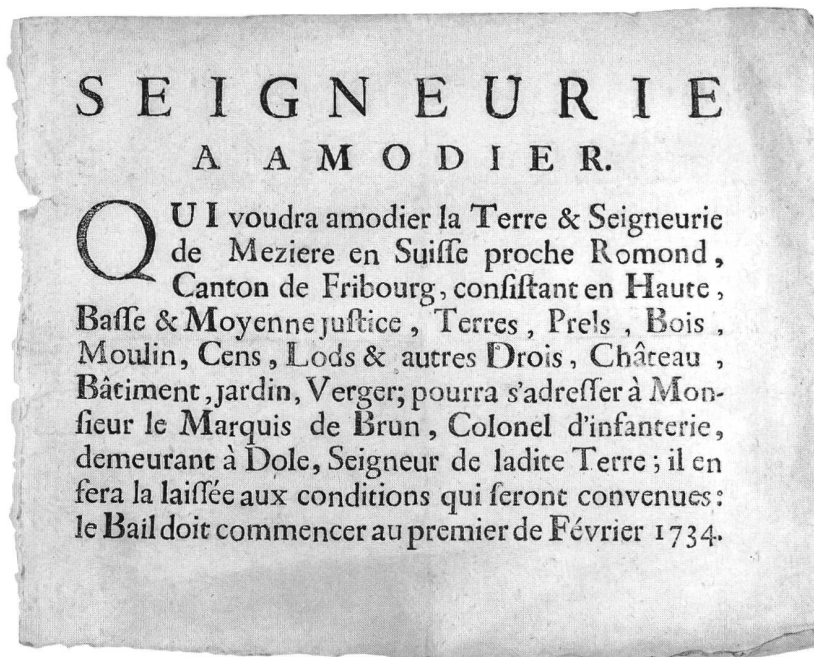 SEIGNEURIE
A AMODIER.
QUI voudra amodier la Terre & Seigneurie
de Meziere en Suiſſe proche Romond,
Canton de Fribourg, conſiſtant en Haute,
Baſſe & Moyenne juſtice, Terres, Prels, Bois,
Moulin, Cens, Lods & autres Drois, Château,
Bâtiment, jardin, Verger; pourra s'adreſſer à Mon-
ſieur le Marquis de Brun, Colonel d'infanterie,
demeurant à Dole, Seigneur de ladite Terre; il en
fera la laiſſée aux conditions qui ſeront convenues:
le Bail doit commencer au premier de Février 1734.